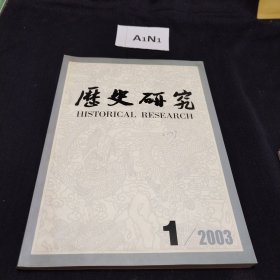 A1N1
歷史研究
HISTORICAL RESEARCH
1/2003